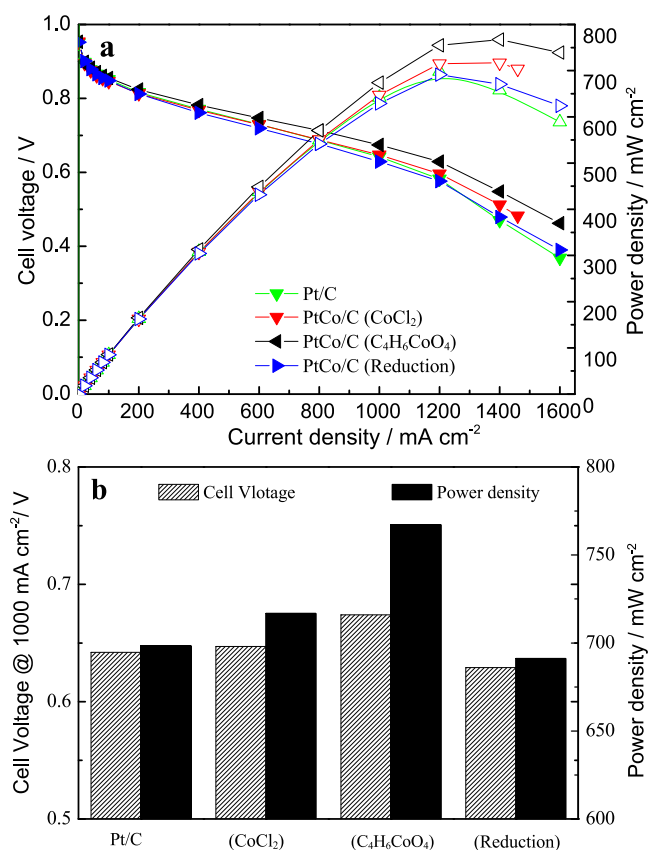 a
1.0
0.8
0.6
0.4
0.2
0.0
Cell voltage / V
800
700
600
500
400
300
200
100
0
Power density / mW cm⁻²
Pt/C
PtCo/C (CoCl₂)
PtCo/C (C₄H₆CoO₄)
PtCo/C (Reduction)
0 200 400 600 800 1000 1200 1400 1600
Current density / mA cm⁻²
b
Cell Vlotage
Power density
0.8
0.7
0.6
0.5
Cell Voltage @ 1000 mA cm⁻²/ V
800
750
700
650
600
Power density / mW cm⁻²
Pt/C (CoCl₂) (C₄H₆CoO₄) (Reduction)